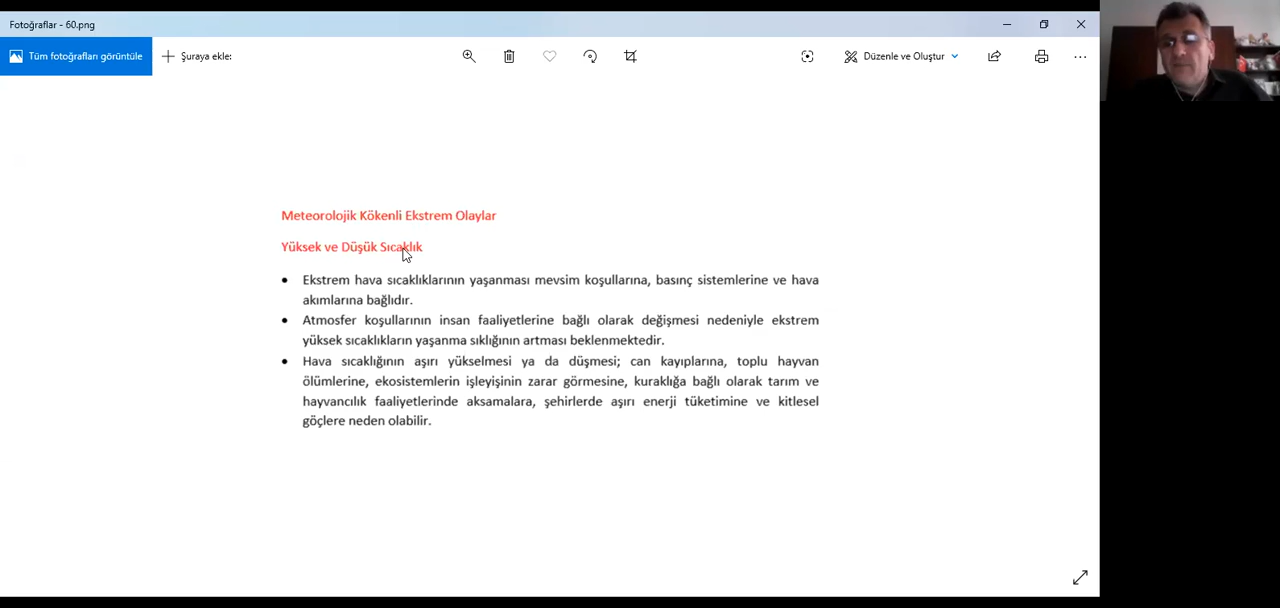 Fotoğraflar - 60.png
Tüm fotoğrafları görüntüle
Şuraya ekle:
Düzenle ve Oluştur
Meteorolojik Kökenli Ekstrem Olaylar
Yüksek ve Düşük Sıcaklık
• Ekstrem hava sıcaklıklarının yaşanması mevsim koşullarına, basınç sistemlerine ve hava
akımlarına bağlıdır.
• Atmosfer koşullarının insan faaliyetlerine bağlı olarak değişmesi nedeniyle ekstrem
yüksek sıcaklıkların yaşanma sıklığının artması beklenmektedir.
• Hava sıcaklığının aşırı yükselmesi ya da düşmesi; can kayıplarına, toplu hayvan
ölümlerine, ekosistemlerin işleyişinin zarar görmesine, kuraklığa bağlı olarak tarım ve
hayvancılık faaliyetlerinde aksamalara, şehirlerde aşırı enerji tüketimine ve kitlesel
göçlere neden olabilir.